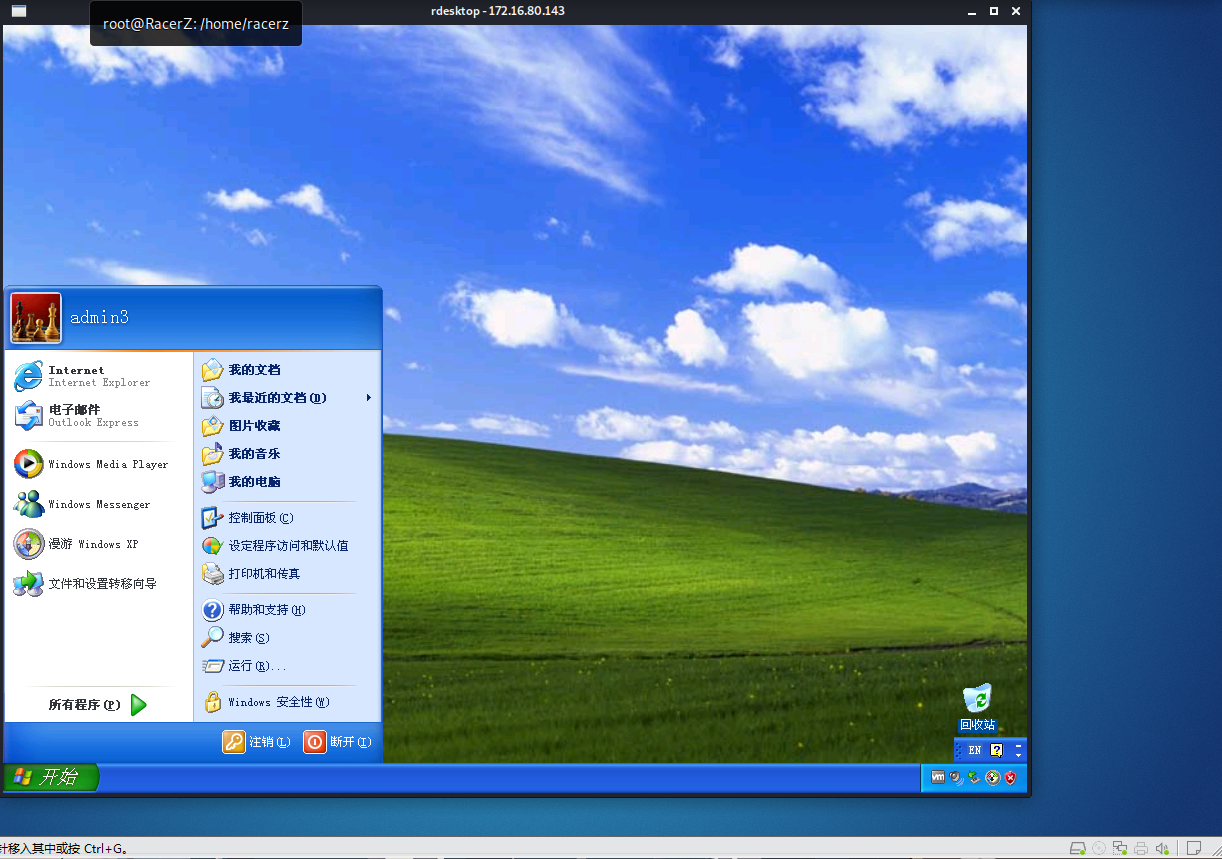 rdesktop - 172.16.80.143
root@RacerZ: /home/racerz
admin3
Internet
Internet Explorer
电子邮件
Outlook Express
Windows Media Player
Windows Messenger
漫游 Windows XP
文件和设置转移向导
所有程序(P)
我的文档
我最近的文档(D)
图片收藏
我的音乐
我的电脑
控制面板(C)
设定程序访问和默认值
打印机和传真
帮助和支持(H)
搜索(S)
运行(R)...
Windows 安全性(W)
注销(L)
断开(I)
回收站
EN
开始
vm
针移入其中或按 Ctrl+G。